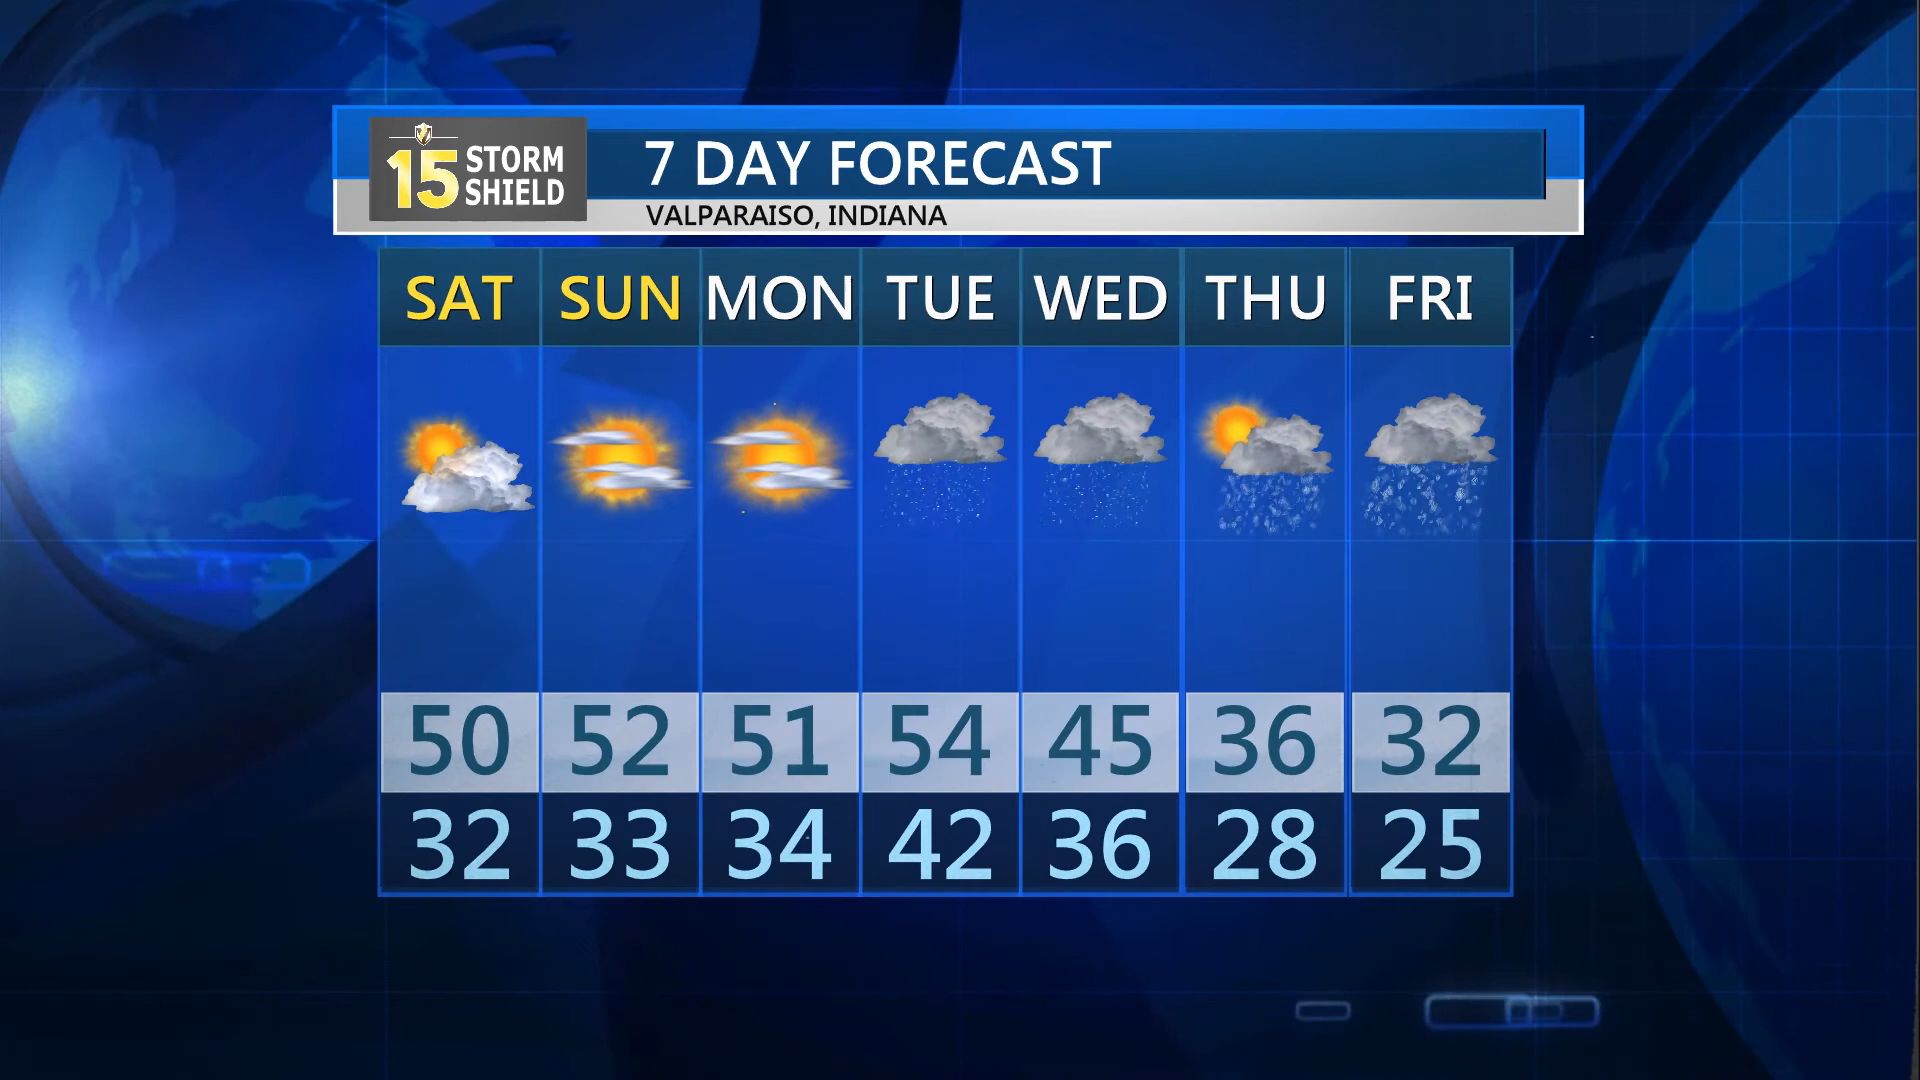 15 STORM
SHIELD
7 DAY FORECAST
VALPARAISO, INDIANA
SAT SUN MON TUE WED THU FRI
50 52 51 54 45 36 32
32 33 34 42 36 28 25